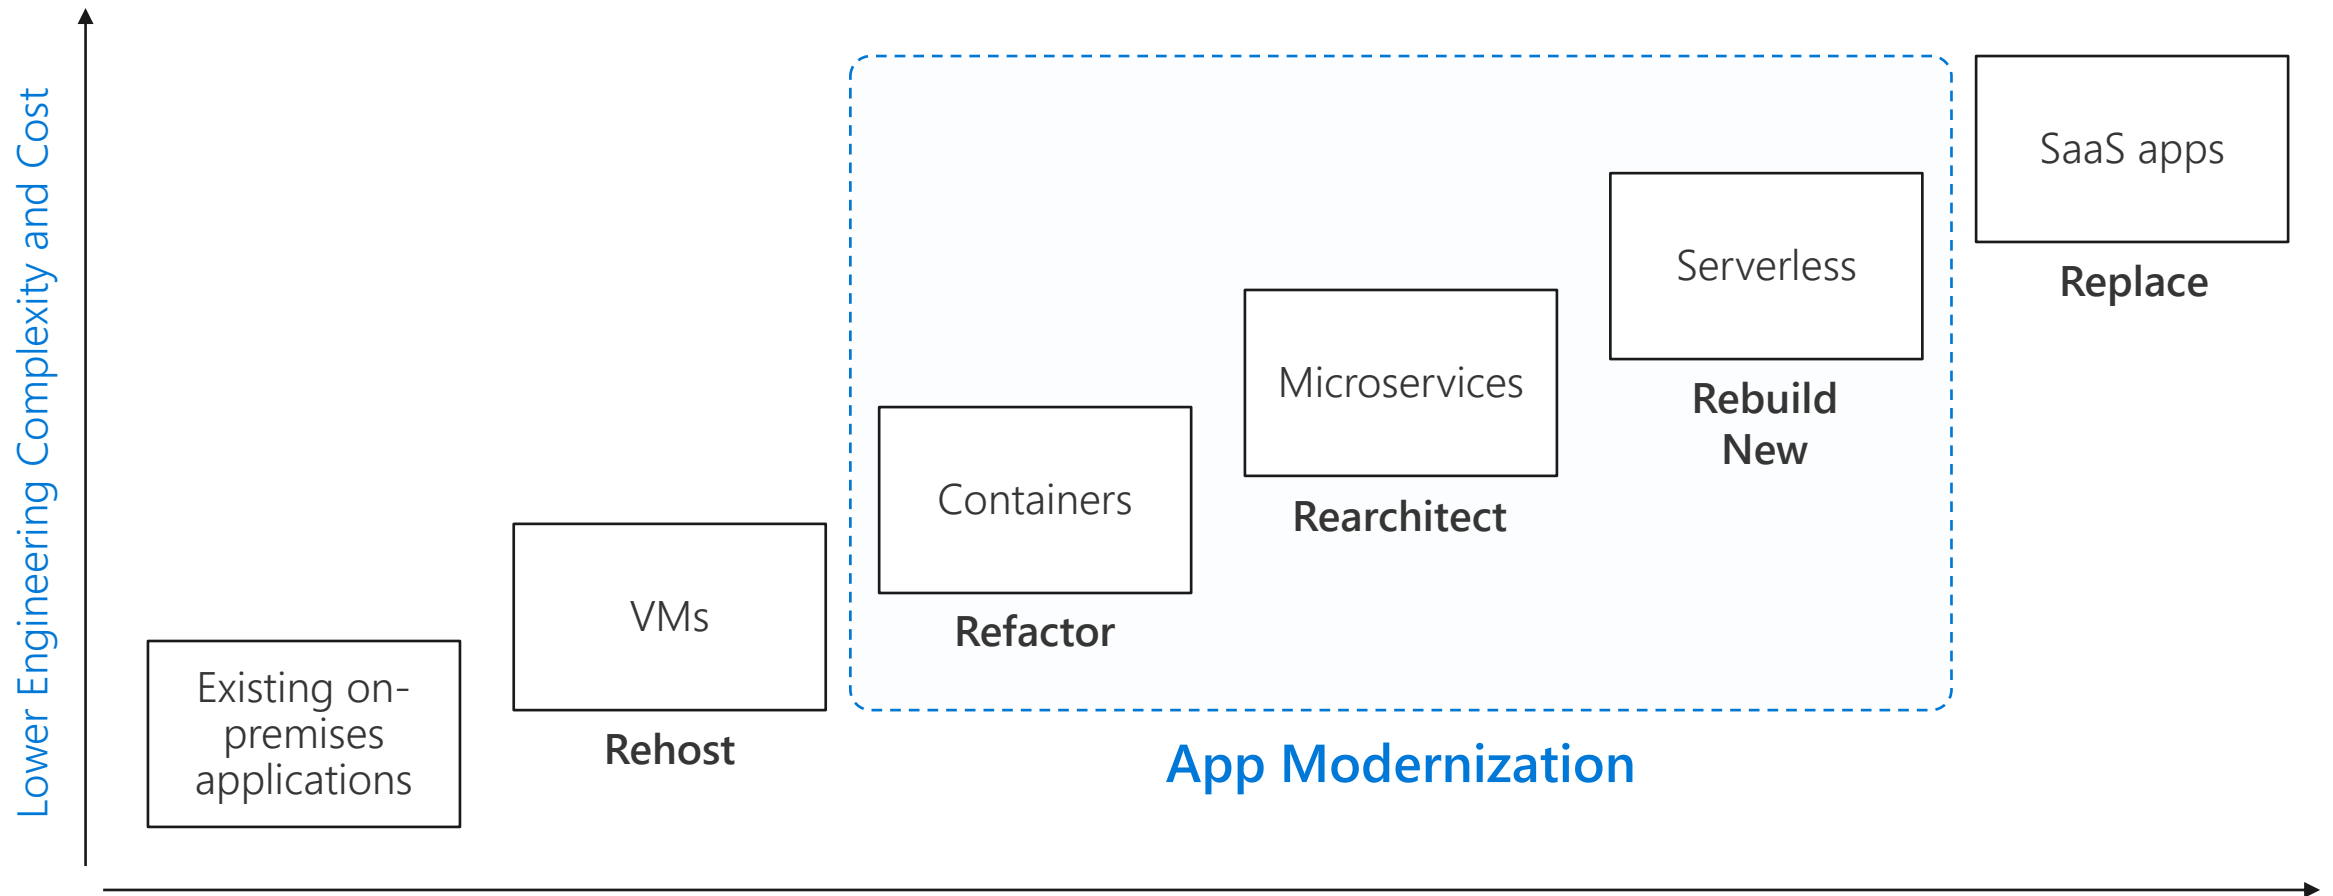 Lower Engineering Complexity and Cost
Existing on-
premises
applications
VMs
Rehost
Containers
Refactor
Microservices
Rearchitect
Serverless
Rebuild
New
SaaS apps
Replace
App Modernization